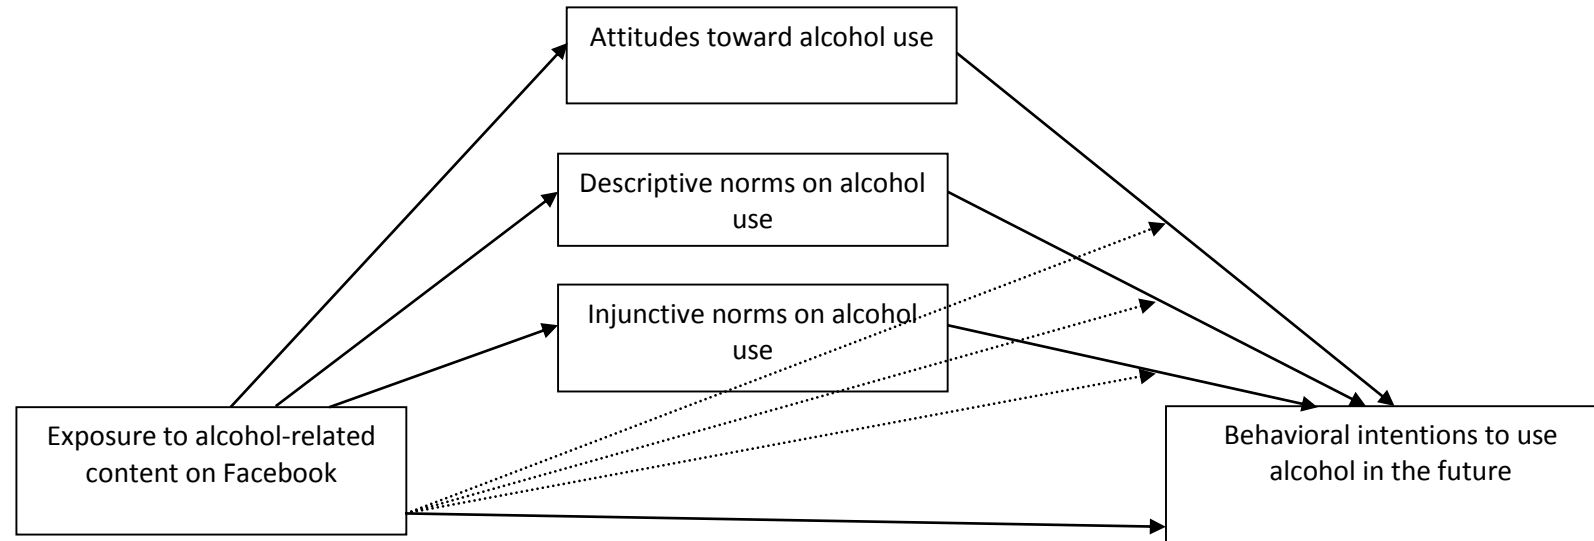 Attitudes toward alcohol use
Descriptive norms on alcohol
use
Injunctive norms on alcohol
use
Exposure to alcohol-related
content on Facebook
Behavioral intentions to use
alcohol in the future